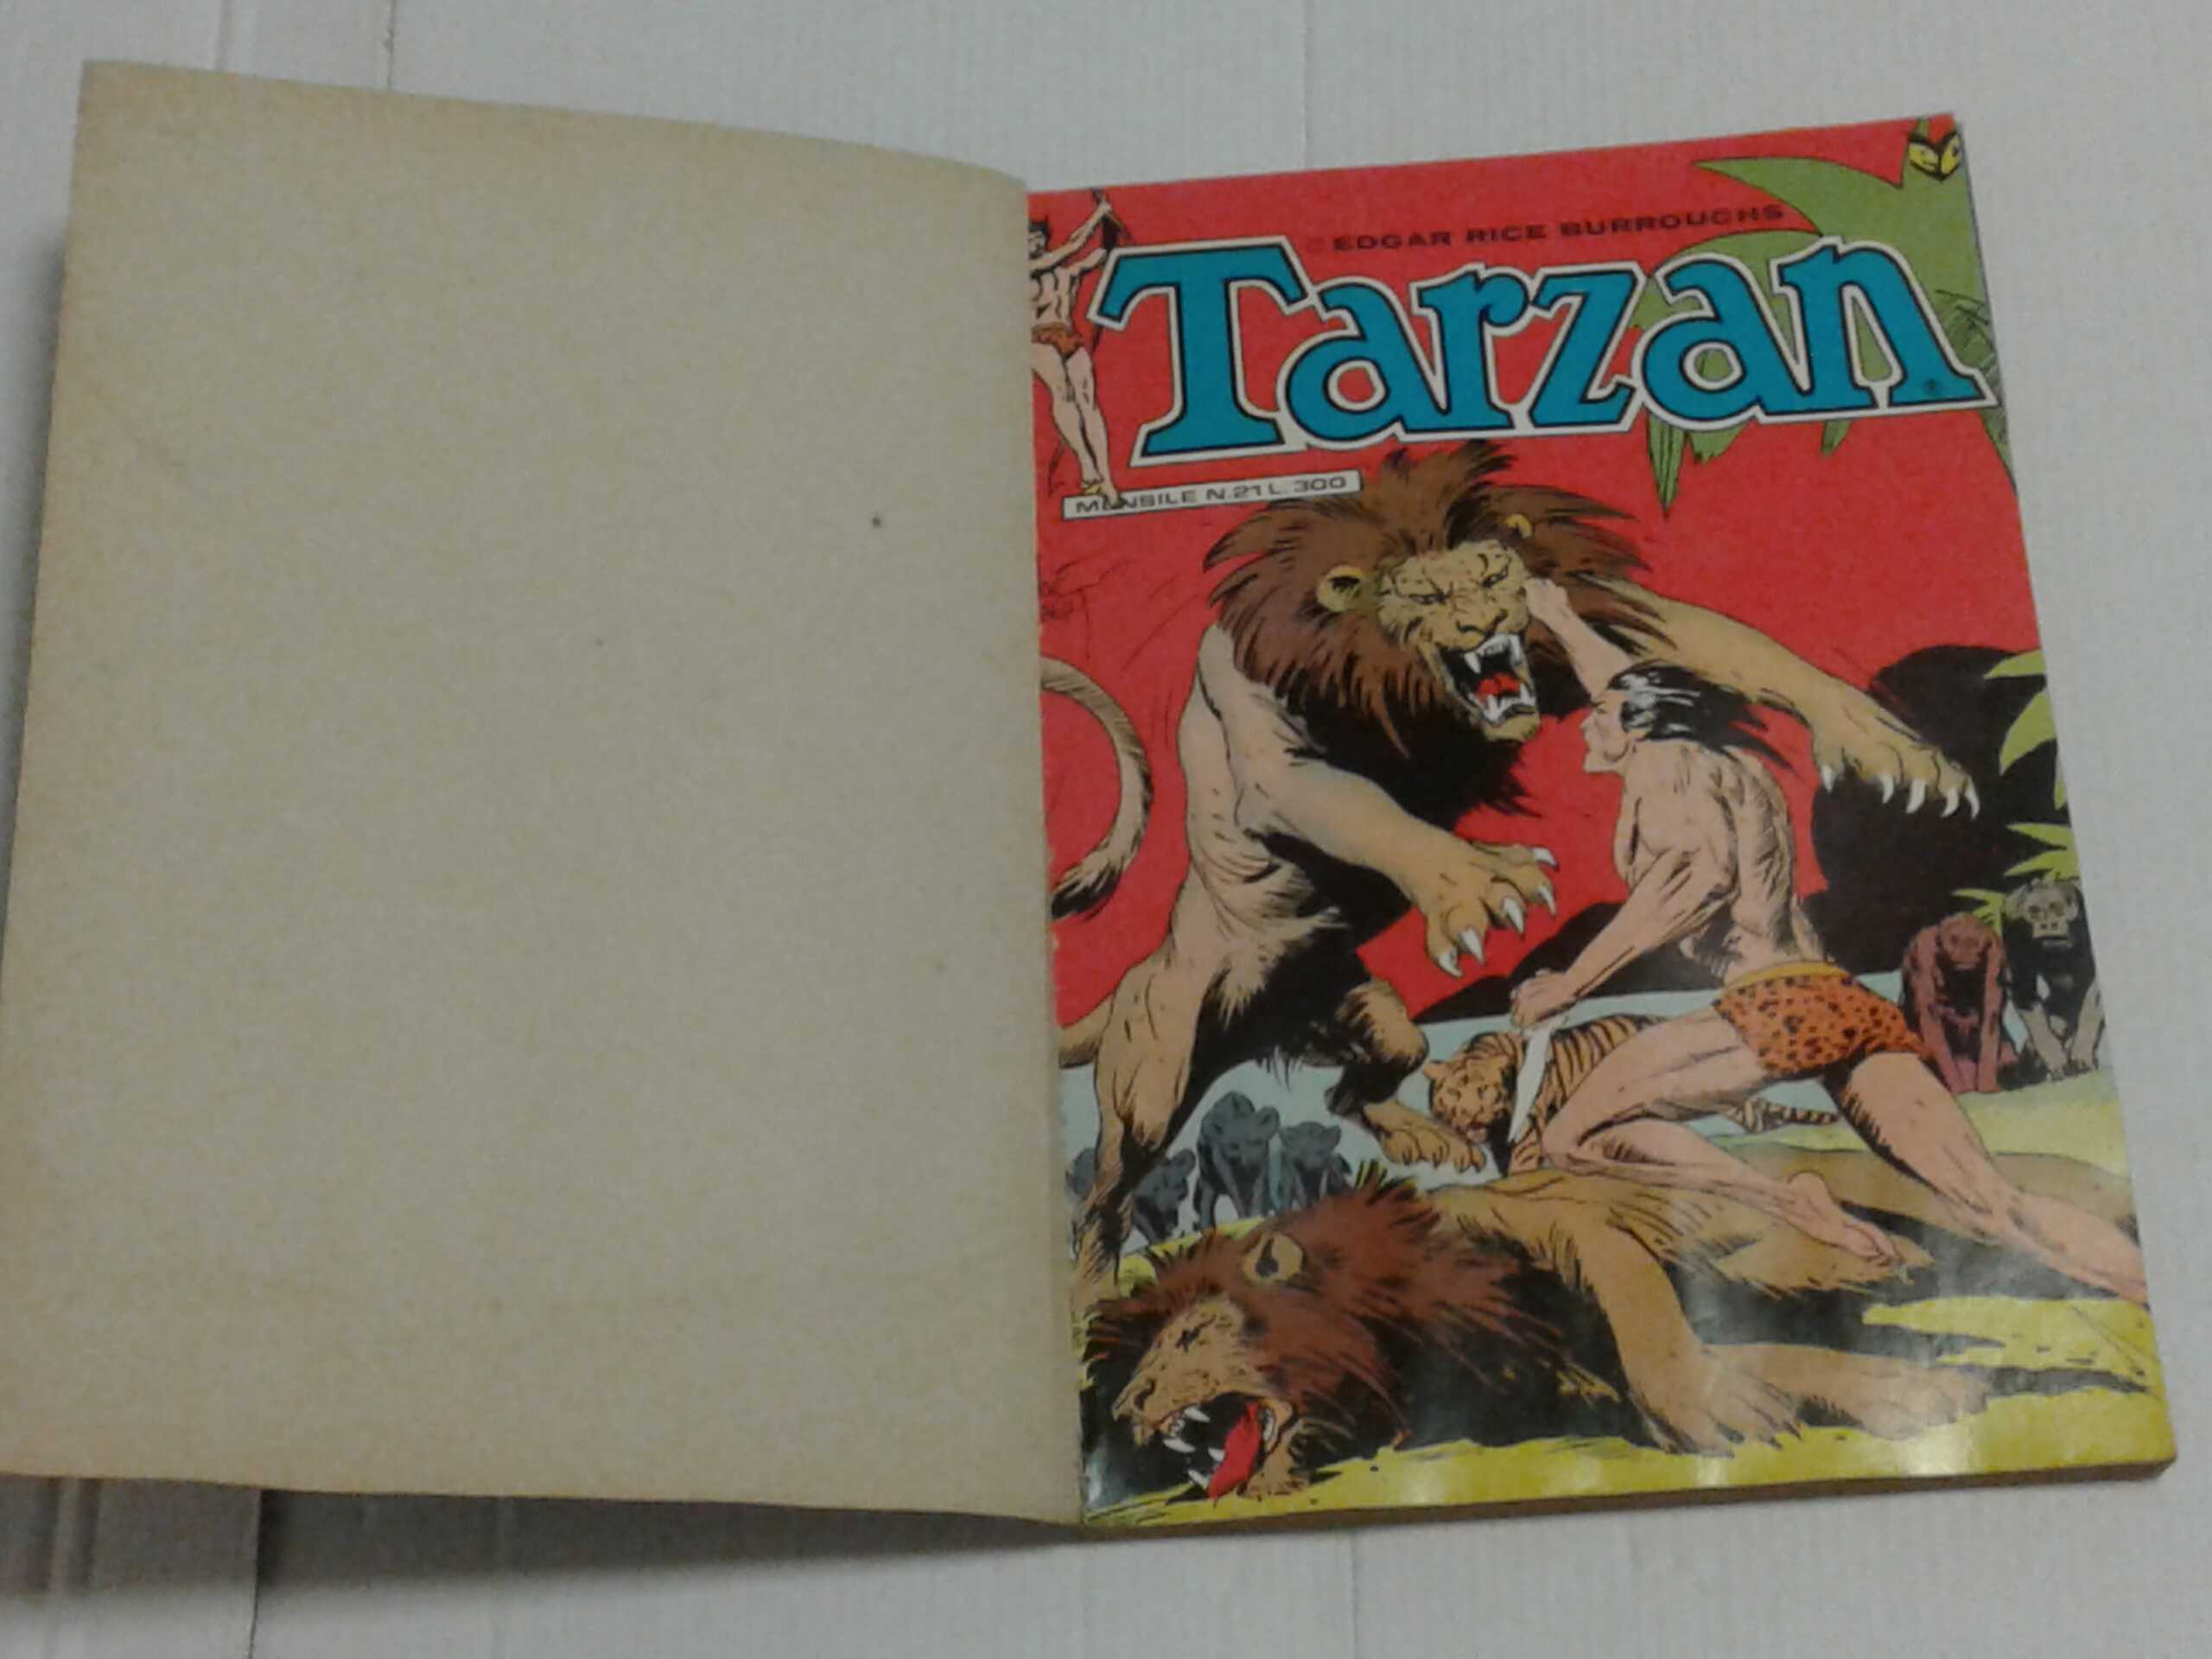 EDGAR RICE BURROUGHS
Tarzan
MENSILE N.21 L. 300